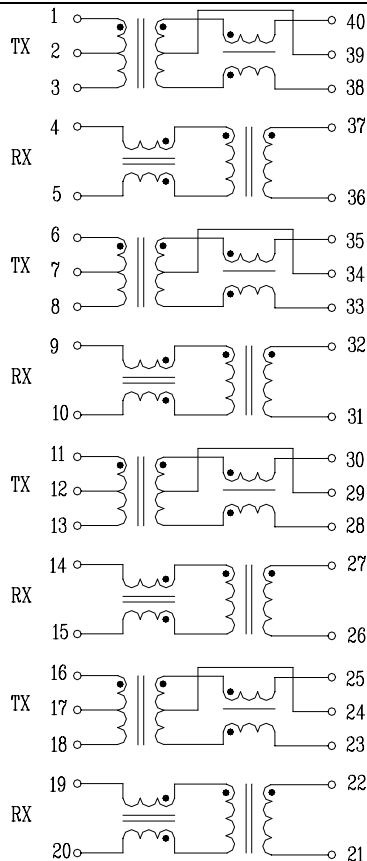 1 40
TX 2 39
3 38
4 37
RX
5 36
6 35
TX 7 34
8 33
9 32
RX
10 31
11 30
TX 12 29
13 28
14 27
RX
15 26
16 25
TX 17 24
18 23
19 22
RX
20 21